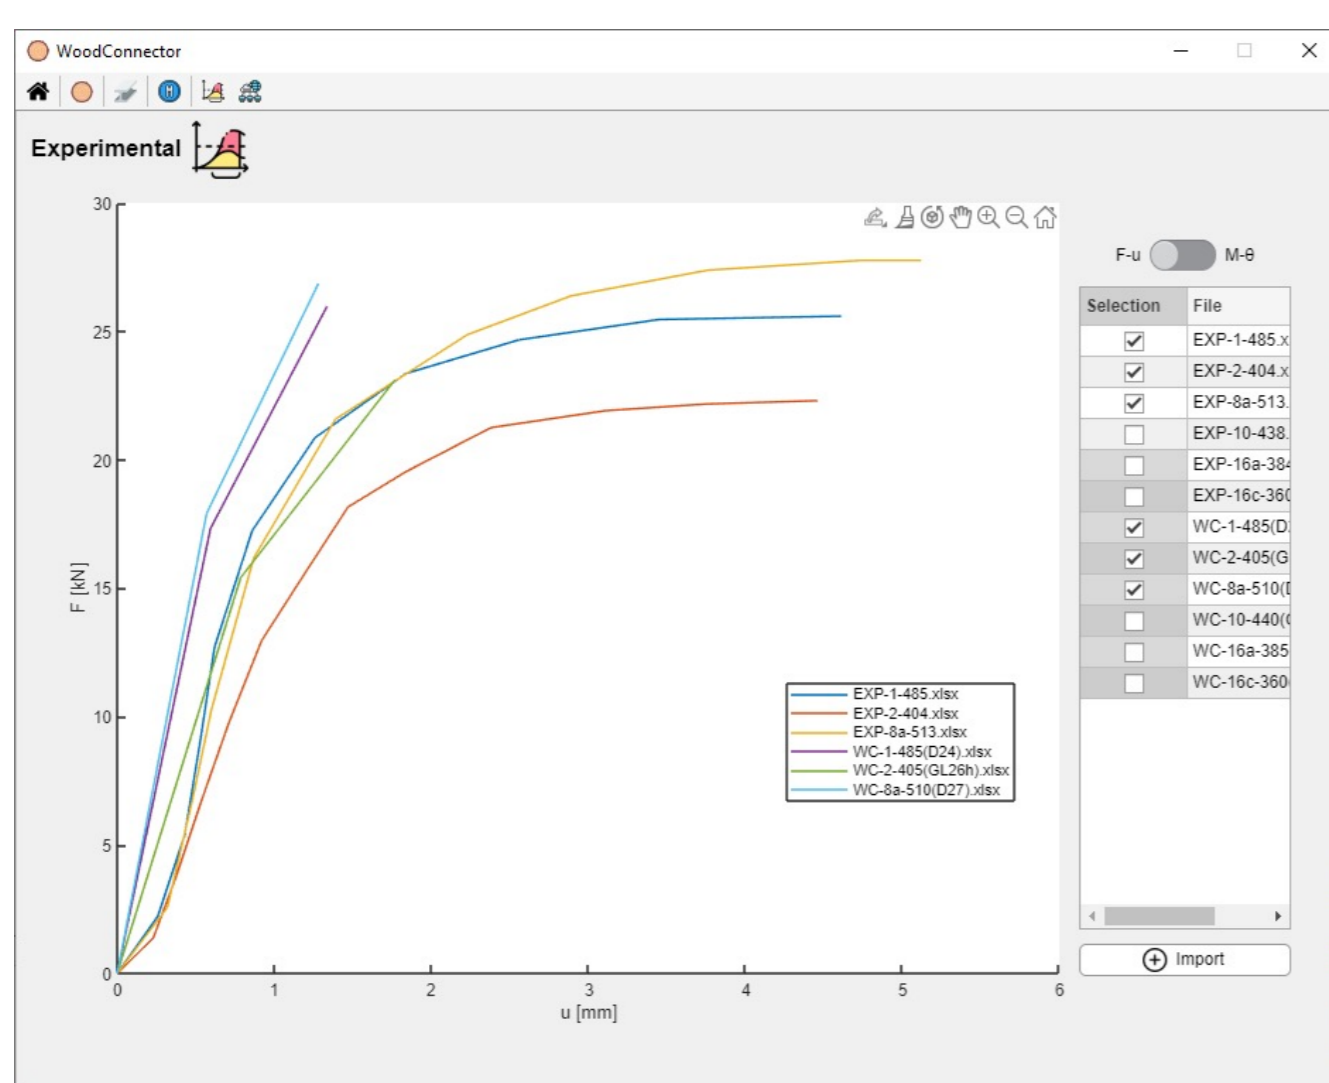 WoodConnector
Experimental
30
25
20
15
10
5
0
F [kN]
0 1 2 3 4 5 6
u [mm]
EXP-1-485.xlsx
EXP-2-404.xlsx
EXP-8a-513.xlsx
WC-1-485(D24).xlsx
WC-2-405(GL26h).xlsx
WC-8a-510(D27).xlsx
F-u M-θ
Selection File
EXP-1-485.x
EXP-2-404.x
EXP-8a-513.
EXP-10-438.
EXP-16a-384
EXP-16c-360
WC-1-485(D
WC-2-405(G
WC-8a-510(D
WC-10-440(
WC-16a-385
WC-16c-360
Import